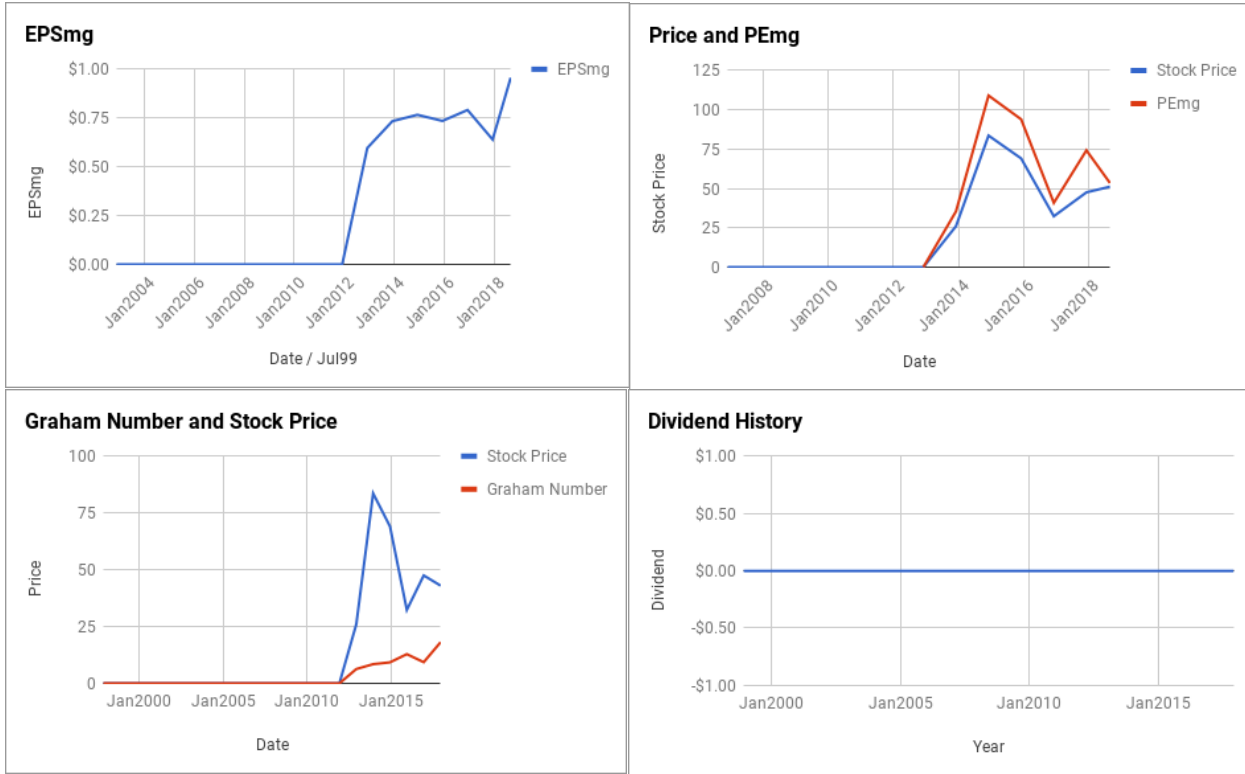 EPSmg
$1.00
$0.75
$0.50
$0.25
$0.00
EPSmg
EPSmg
Jan2004
Jan2006
Jan2008
Jan2010
Jan2012
Jan2014
Jan2016
Jan2018
Date / Jul99
Price and PEmg
125
100
75
50
25
0
Stock Price
Stock Price
PEmg
Jan2008
Jan2010
Jan2012
Jan2014
Jan2016
Jan2018
Date
Graham Number and Stock Price
100
75
50
25
0
Price
Stock Price
Graham Number
Jan2000 Jan2005 Jan2010 Jan2015
Date
Dividend History
$1.00
$0.50
$0.00
-$0.50
-$1.00
Dividend
Jan2000 Jan2005 Jan2010 Jan2015
Year